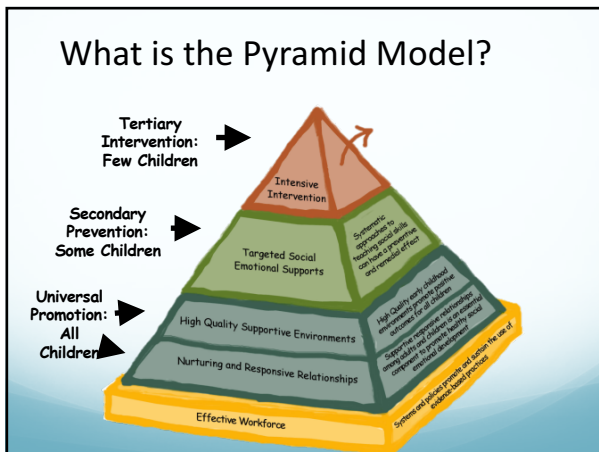 What is the Pyramid Model?
Tertiary
Intervention:
Few Children
Intensive
Intervention
Secondary
Prevention:
Some Children
Targeted Social
Emotional Supports
Systematic
approaches to
teaching social skills
can have a preventive
and remedial effect
Universal
Promotion:
All
Children
High Quality Supportive Environments
High Quality early childhood
environments promote positive
outcomes for all children
Nurturing and Responsive Relationships
Supportive responsive relationships
among adults and children is an essential
component to promote healthy social
emotional development
Effective Workforce
Systems and policies promote and sustain the use of
evidence-based practices